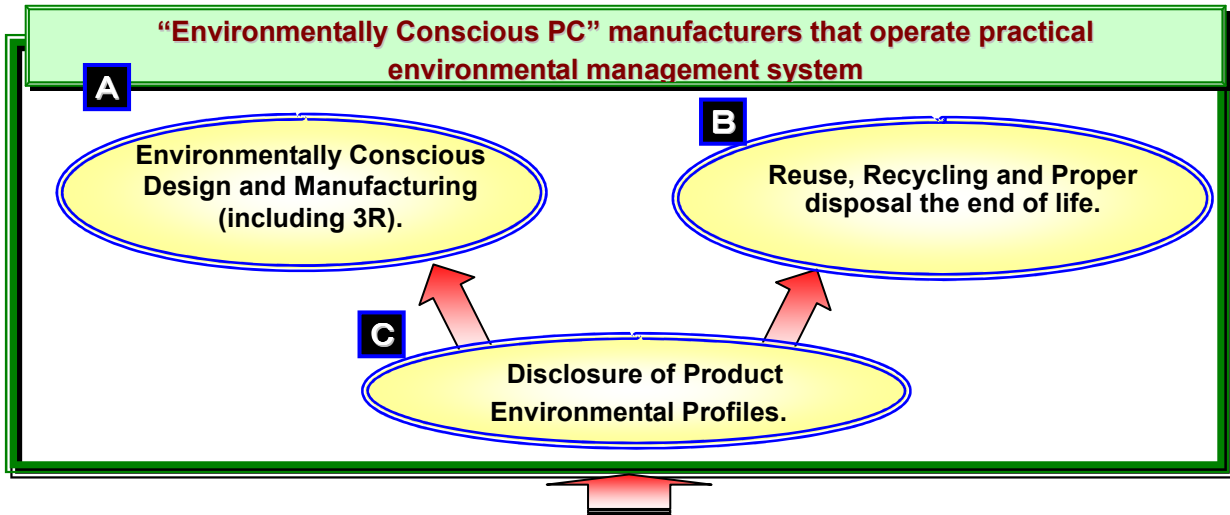 “Environmentally Conscious PC” manufacturers that operate practical
environmental management system
A
Environmentally Conscious
Design and Manufacturing
(including 3R).
B
Reuse, Recycling and Proper
disposal the end of life.
C
Disclosure of Product
Environmental Profiles.